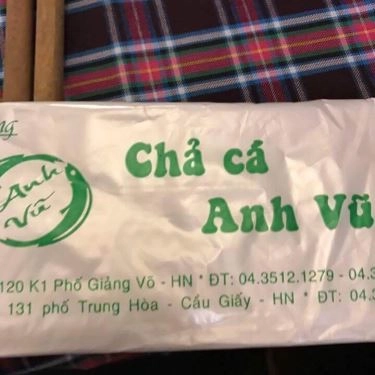 Anh
Vũ
Chả cá
Anh Vũ
120 K1 Phố Giảng Võ - HN * ĐT: 04.3512.1279 - 04.3
131 phố Trung Hòa - Cầu Giấy - HN * ĐT: 04.3